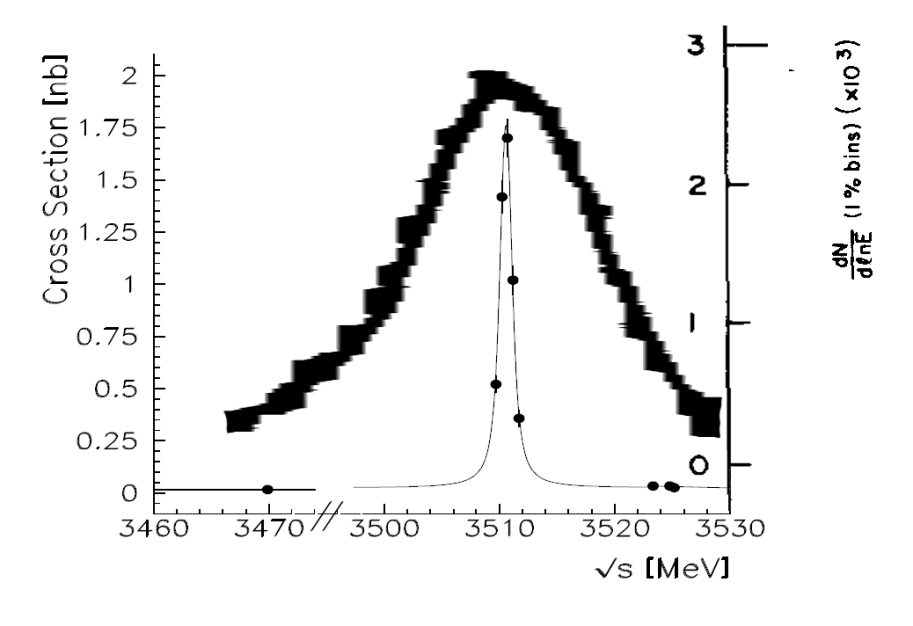 Cross Section [nb]
2
1.75
1.5
1.25
1
0.75
0.5
0.25
0
3460 3470 3500 3510 3520 3530
√s [MeV]
3
2
1
0
dN
dℓnE (1% bins) (×10³)